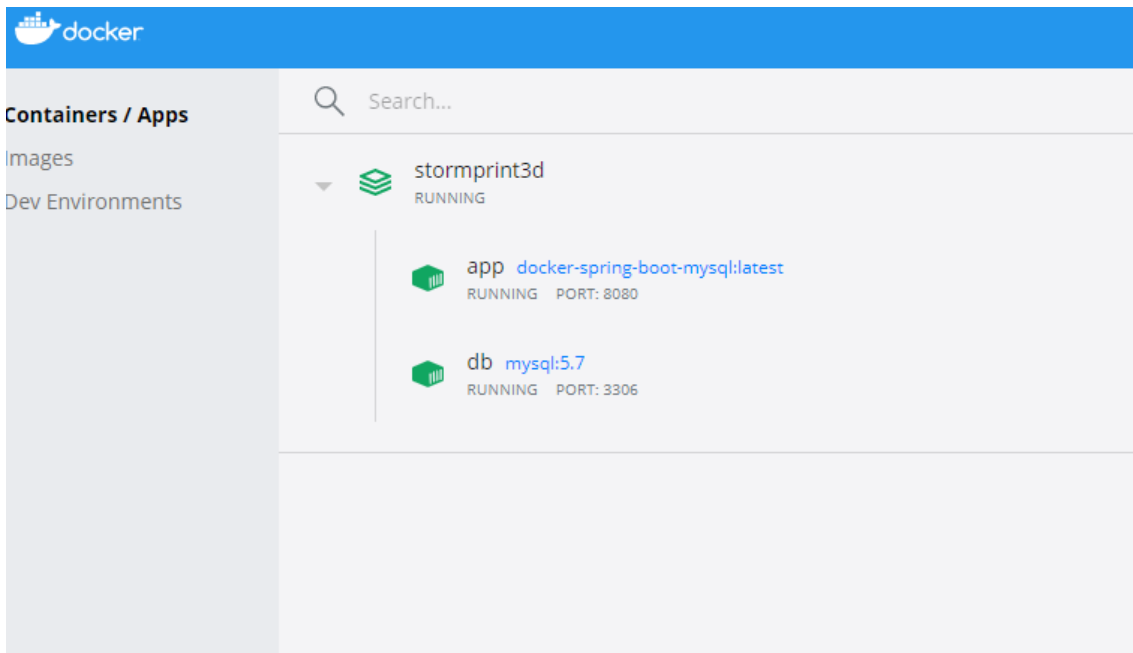 docker
Containers / Apps
Images
Dev Environments
Search...
stormprint3d
RUNNING
app docker-spring-boot-mysql:latest
RUNNING PORT: 8080
db mysql:5.7
RUNNING PORT: 3306